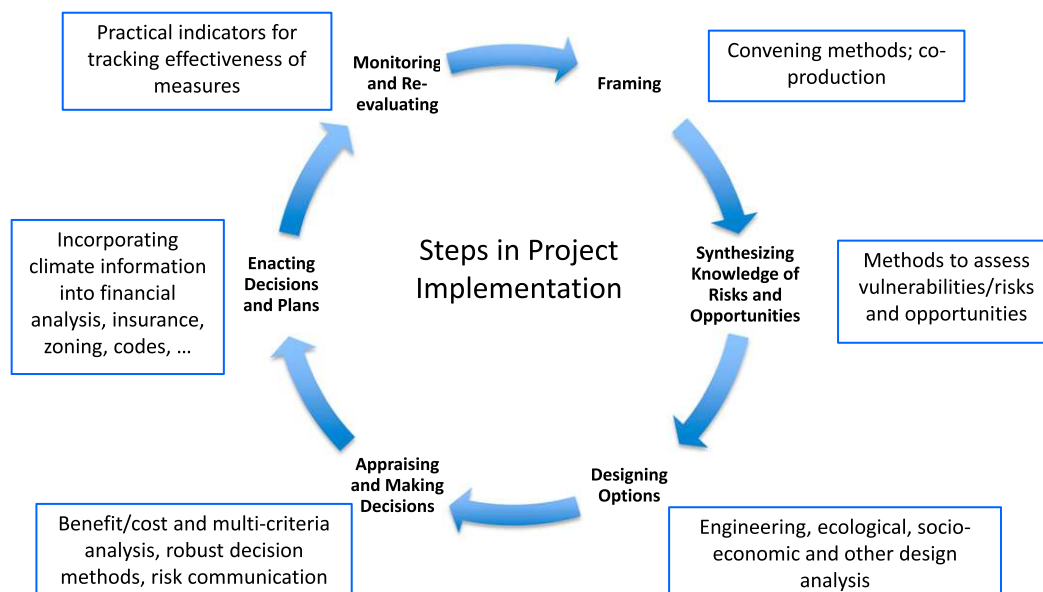 Practical indicators for
tracking effectiveness of
measures
Monitoring
and Re-
evaluating
Framing
Convening methods; co-
production
Incorporating
climate information
into financial
analysis, insurance,
zoning, codes, ...
Enacting
Decisions
and Plans
Steps in Project
Implementation
Synthesizing
Knowledge of
Risks and
Opportunities
Methods to assess
vulnerabilities/risks
and opportunities
Appraising
and Making
Decisions
Designing
Options
Benefit/cost and multi-criteria
analysis, robust decision
methods, risk communication
Engineering, ecological, socio-
economic and other design
analysis